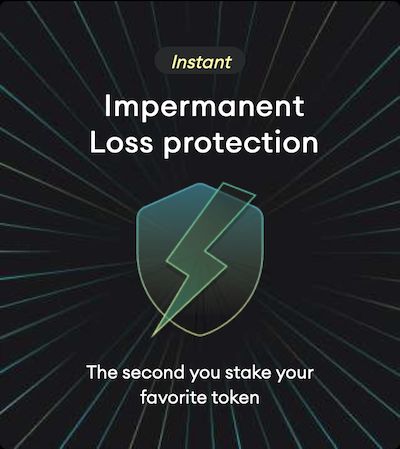 Instant
Impermanent
Loss protection
The second you stake your
favorite token